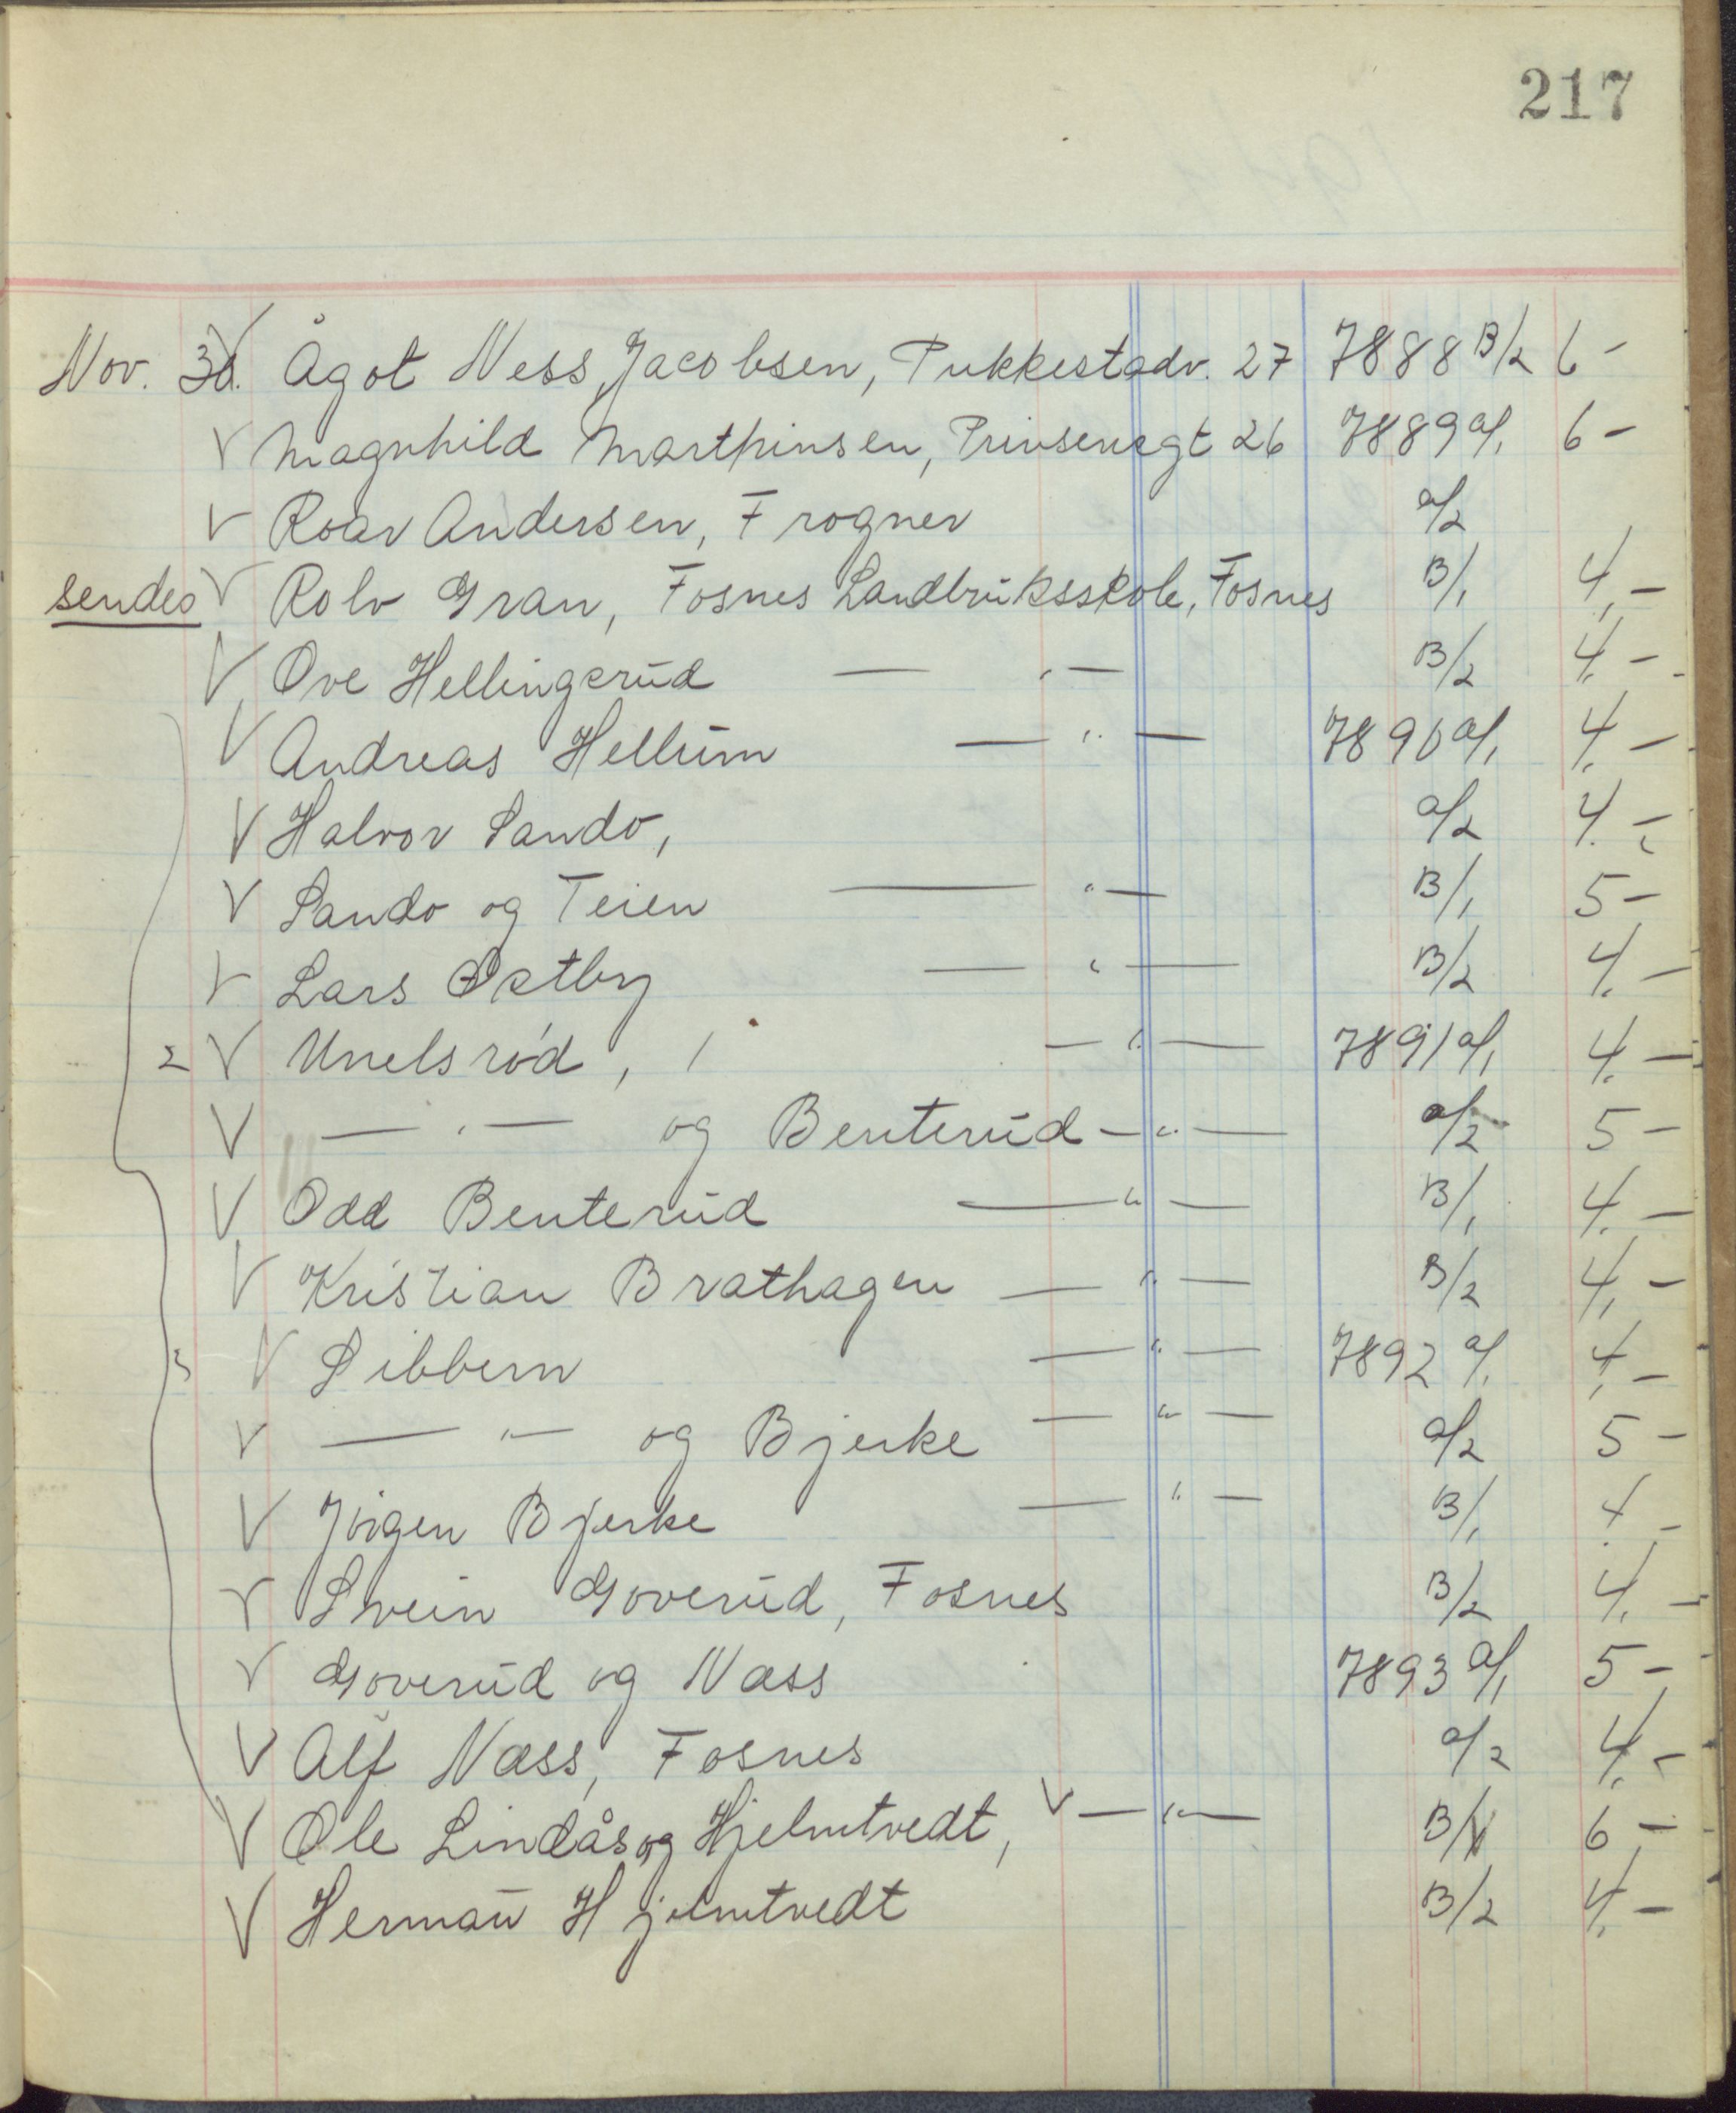 217
Nov. 30. V Ågot Ness Jacobsen, Pukkestadv. 27 7888 B/2 6 -
V Magnhild Marthinsen, Prinsensgt 26 7889 a/1 6 -
V Roar Andersen, Frogner a/2
sendes V Rolv Gran, Fosnes Landbruksskole, Fosnes B/1 4,-
V Ove Hellingsrud — " — B/2 4,-
V Andreas Hellum — " — 7890 a/1 4,-
V Halvor Sando, a/2 4.-
V Sando og Teien — " — B/1 5 -
V Lars Østby — " — B/2 4.-
2 V Unelsrød, — " — 7891 a/1 4.-
V — " — og Benterud — " — a/2 5 -
V Odd Benterud — " — B/1 4.-
V Kristian Brathagen — " — B/2 4,-
V Sibbern — " — 7892 a/1 4,-
V — " — og Bjerke — " — a/2 5 -
V Jörgen Bjerke — " — B/1 4.-
V Svein Goverud, Fosnes B/2 4,-
V Goverud og Næss 7893 a/1 5 -
V Alf Næss, Fosnes a/2 4,-
V Ole Lindås og Hjelmtvedt, V — " — B/1 6 -
V Herman Hjelmtvedt B/2 4.-